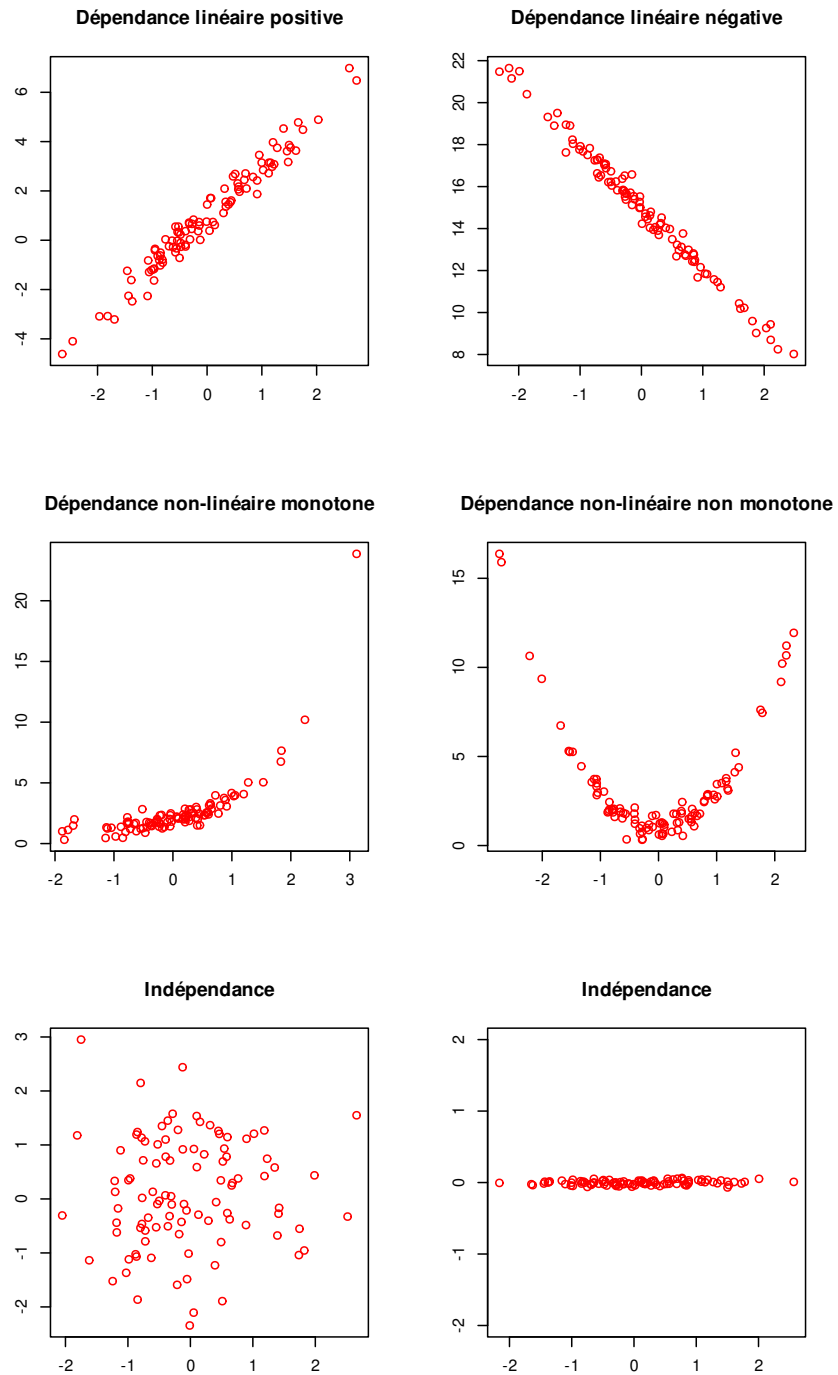 Dépendance linéaire positive
6
4
2
0
-2
-4
-2 -1 0 1 2
Dépendance linéaire négative
22
20
18
16
14
12
10
8
-2 -1 0 1 2
Dépendance non-linéaire monotone
20
15
10
5
0
-2 -1 0 1 2 3
Dépendance non-linéaire non monotone
15
10
5
0
-2 -1 0 1 2
Indépendance
3
2
1
0
-1
-2
-2 -1 0 1 2
Indépendance
2
1
0
-1
-2
-2 -1 0 1 2